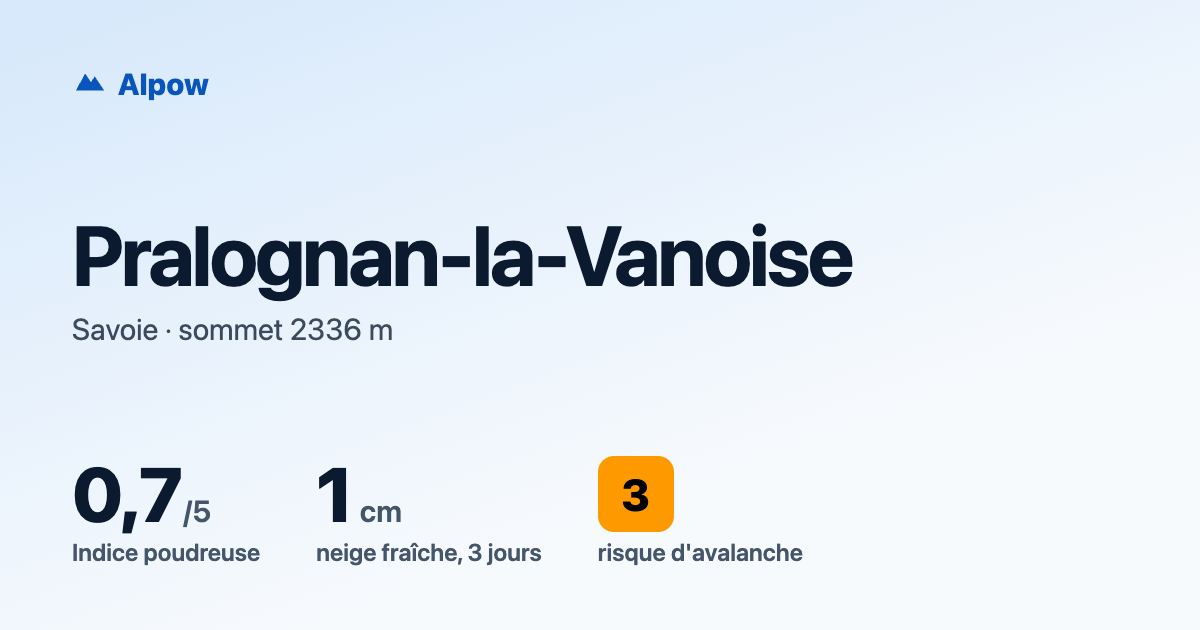 Alpow
Pralognan-la-Vanoise
Savoie · sommet 2336 m
0,7/5
Indice poudreuse
1 cm
neige fraîche, 3 jours
3
risque d'avalanche